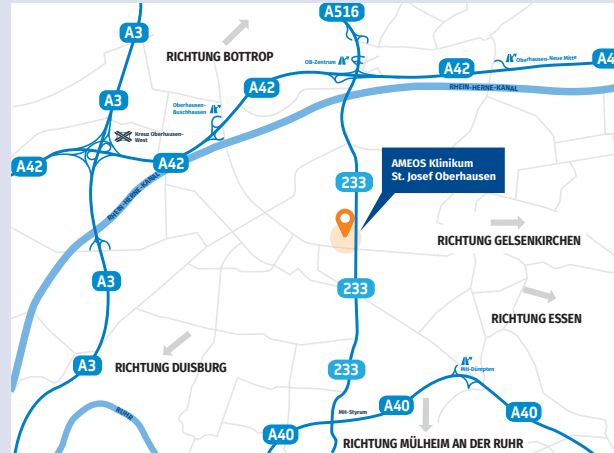 A516
A3
RICHTUNG BOTTROP
OB-Zentrum
A42
Oberhausen-Neue Mitte
A4
A42
RHEIN-HERNE-KANAL
A3
Oberhausen-
Buschhausen
Kreuz Oberhausen-
West
A42
A42
AMEOS Klinikum
St. Josef Oberhausen
233
RHEIN-HERNE-KANAL
RICHTUNG GELSENKIRCHEN
A3
233
RICHTUNG ESSEN
A3
RICHTUNG DUISBURG
233
MH-Dümpten
RUHR
MH-Styrum
A40
A40
A40
RICHTUNG MÜLHEIM AN DER RUHR